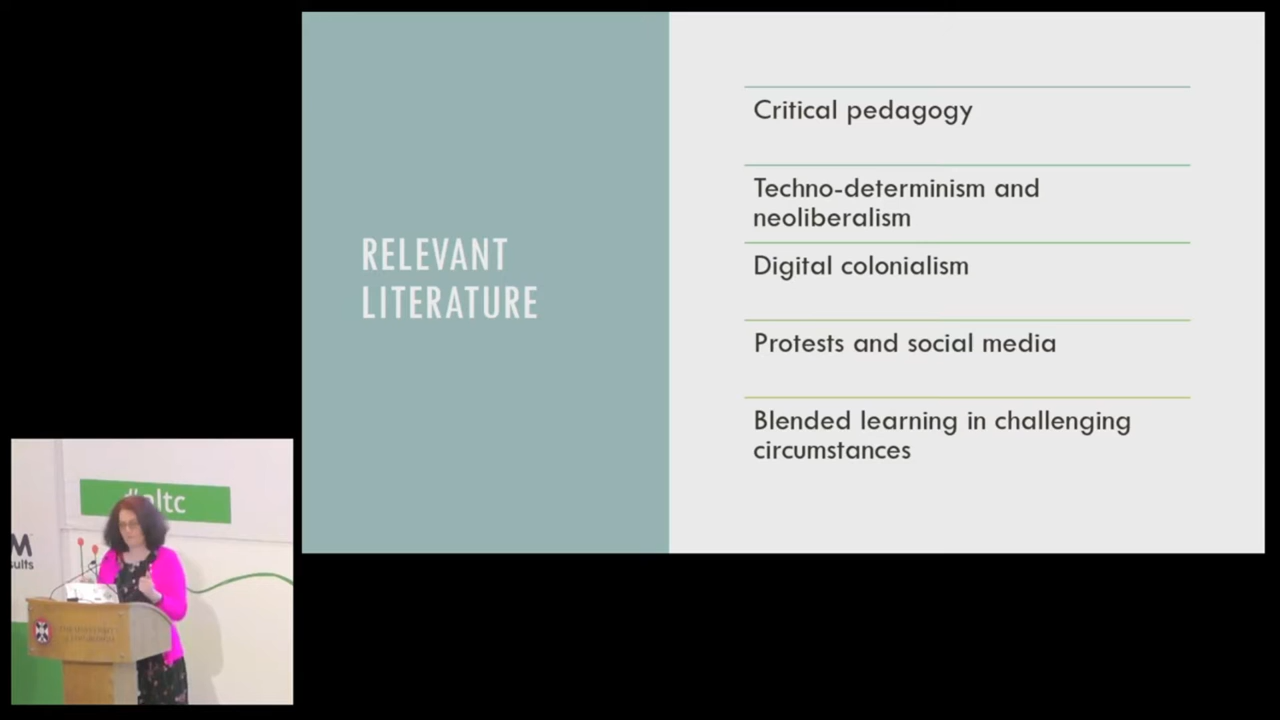 RELEVANT
LITERATURE
Critical pedagogy
Techno-determinism and
neoliberalism
Digital colonialism
Protests and social media
Blended learning in challenging
circumstances